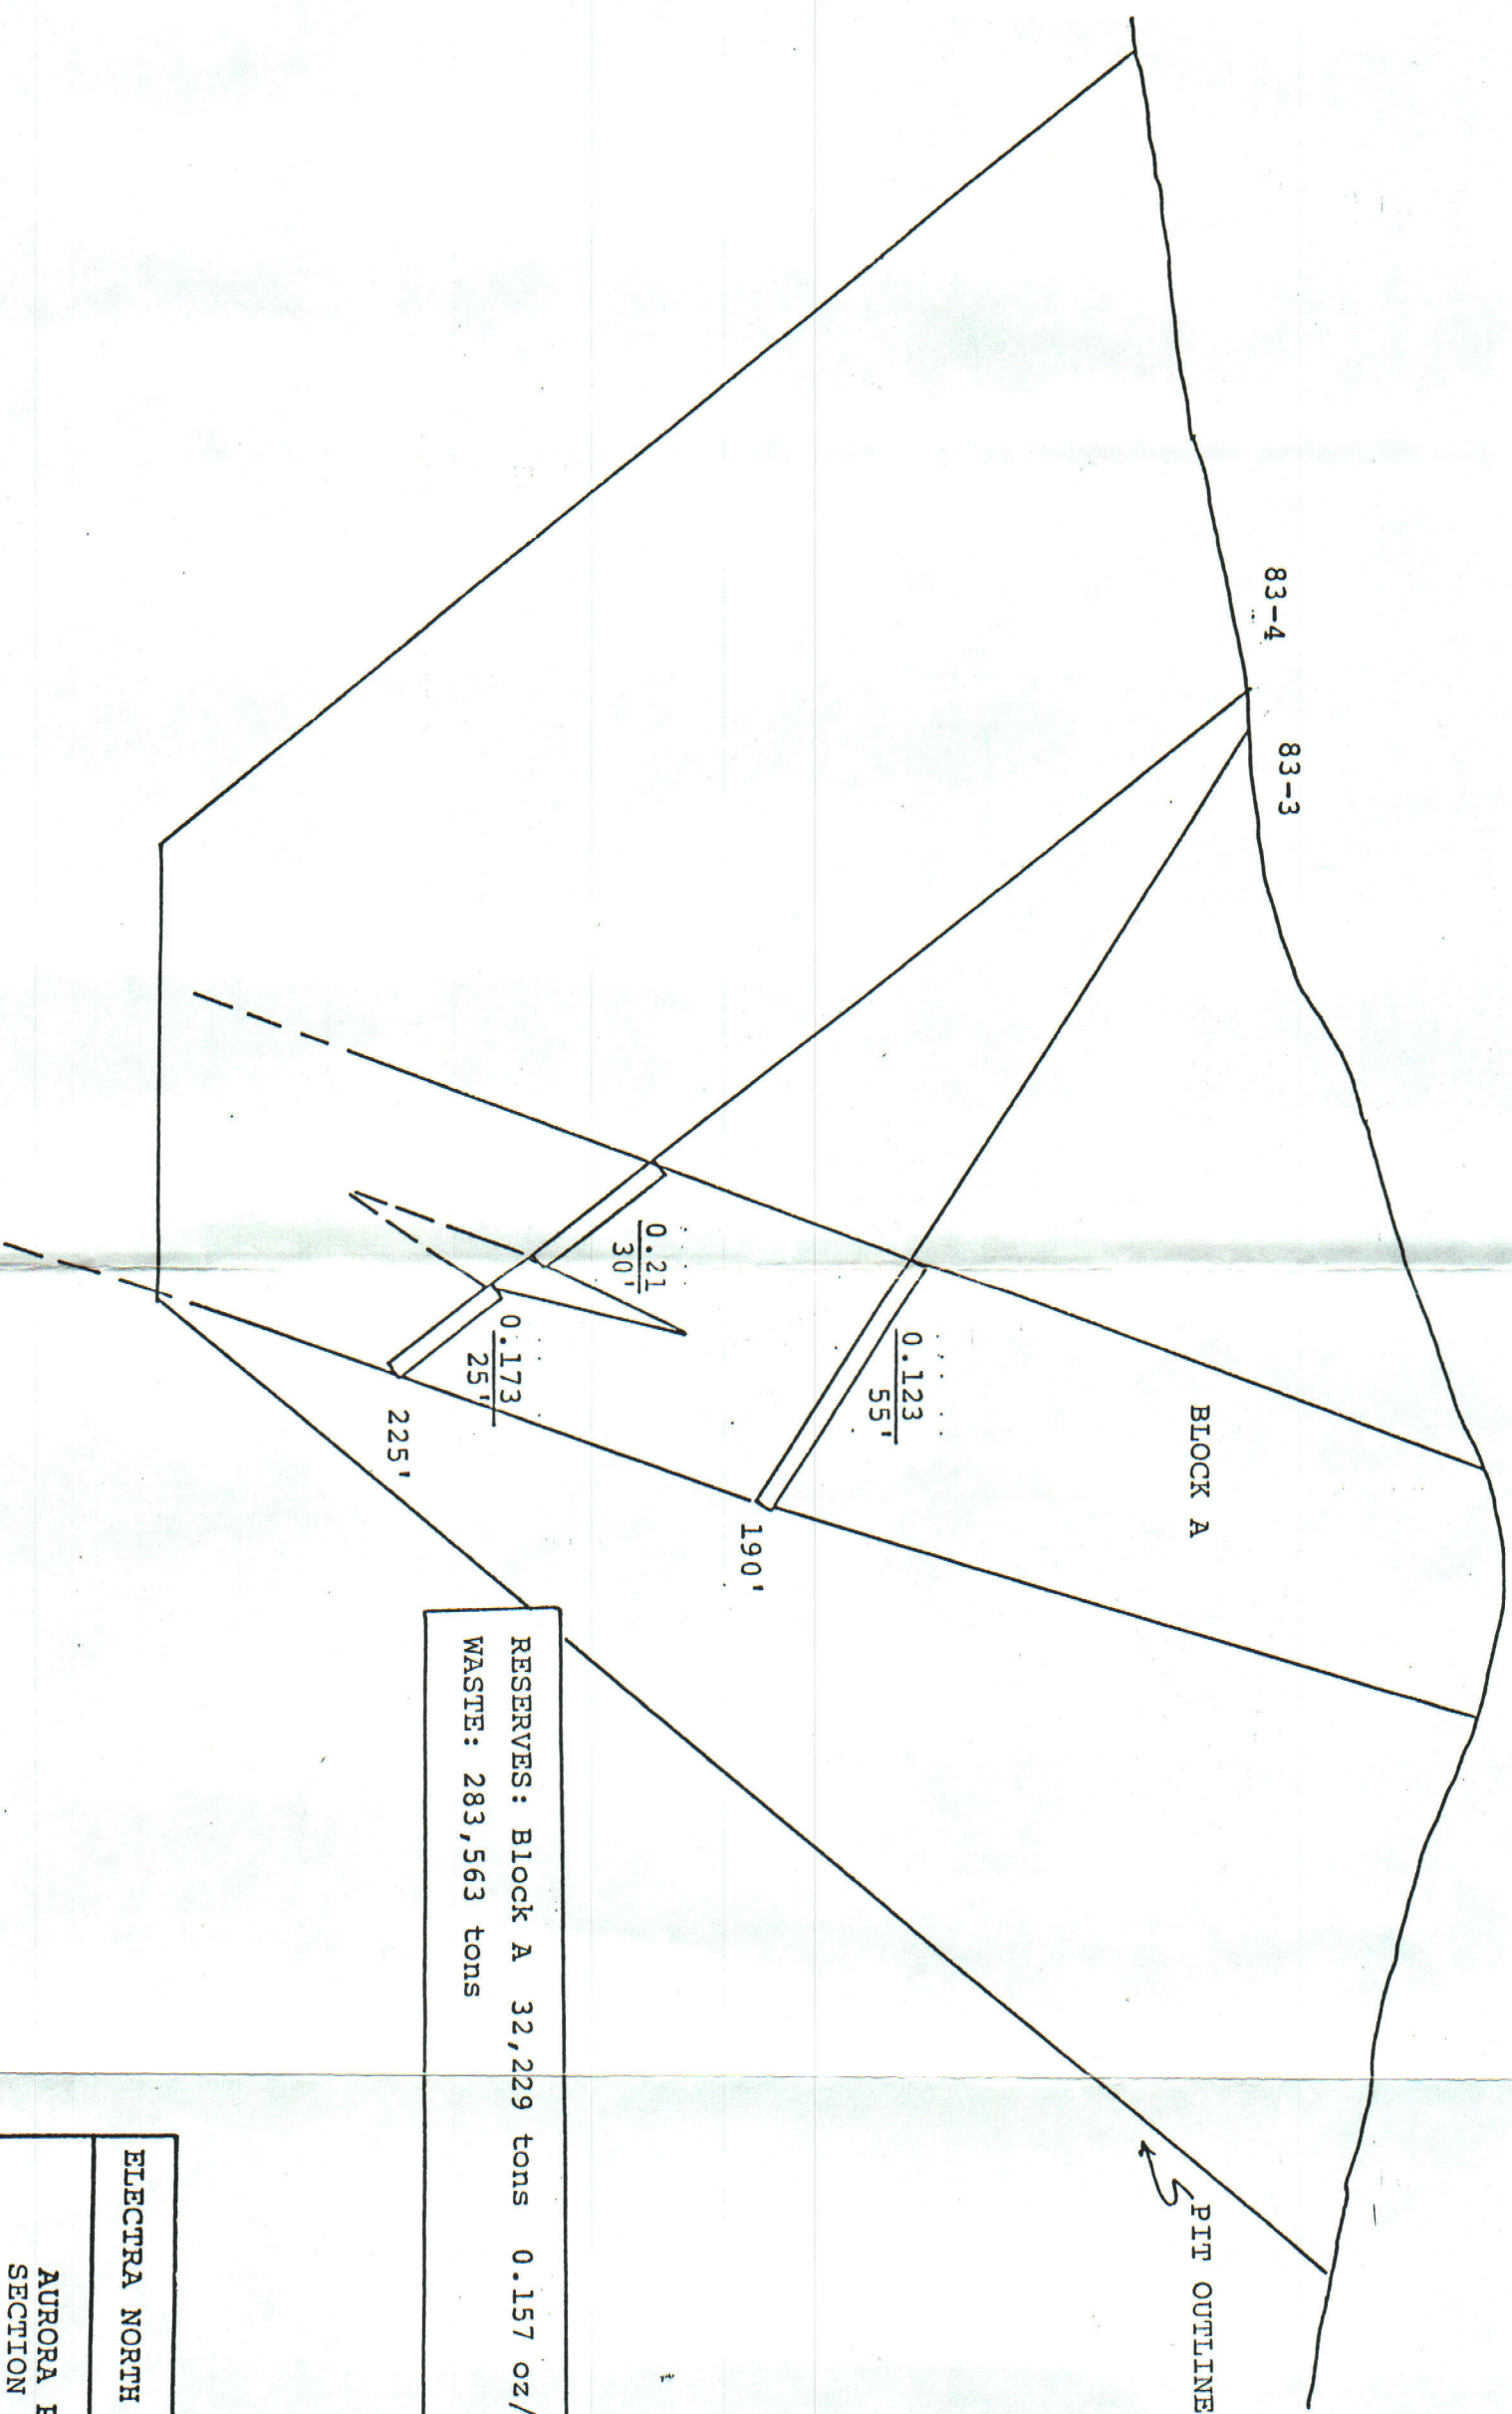 83-4
83-3
BLOCK A
PIT OUTLINE
0.123
55'
190'
0.21
30'
0.173
25'
225'
RESERVES: Block A 32,229 tons 0.157 oz/
WASTE: 283,563 tons
ELECTRA NORTH
AURORA
SECTION